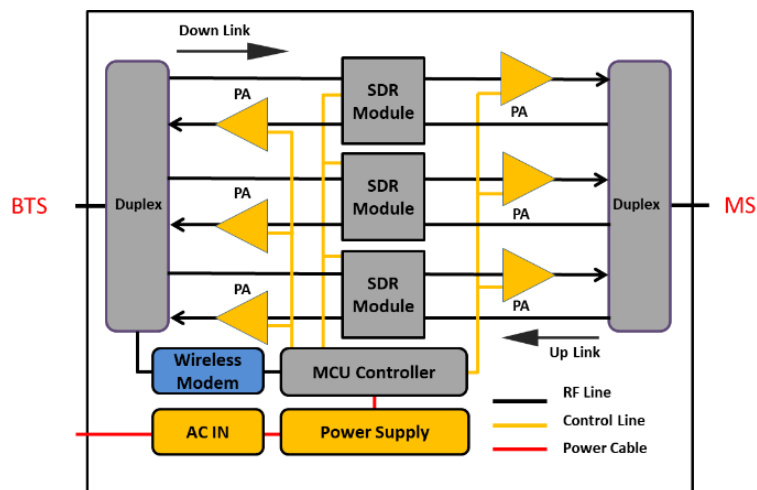 Down Link
SDR
Module
PA
PA
SDR
Module
PA
PA
BTS
Duplex
Duplex
MS
SDR
Module
PA
PA
Up Link
Wireless
Modem
MCU Controller
RF Line
Control Line
AC IN
Power Supply
Power Cable